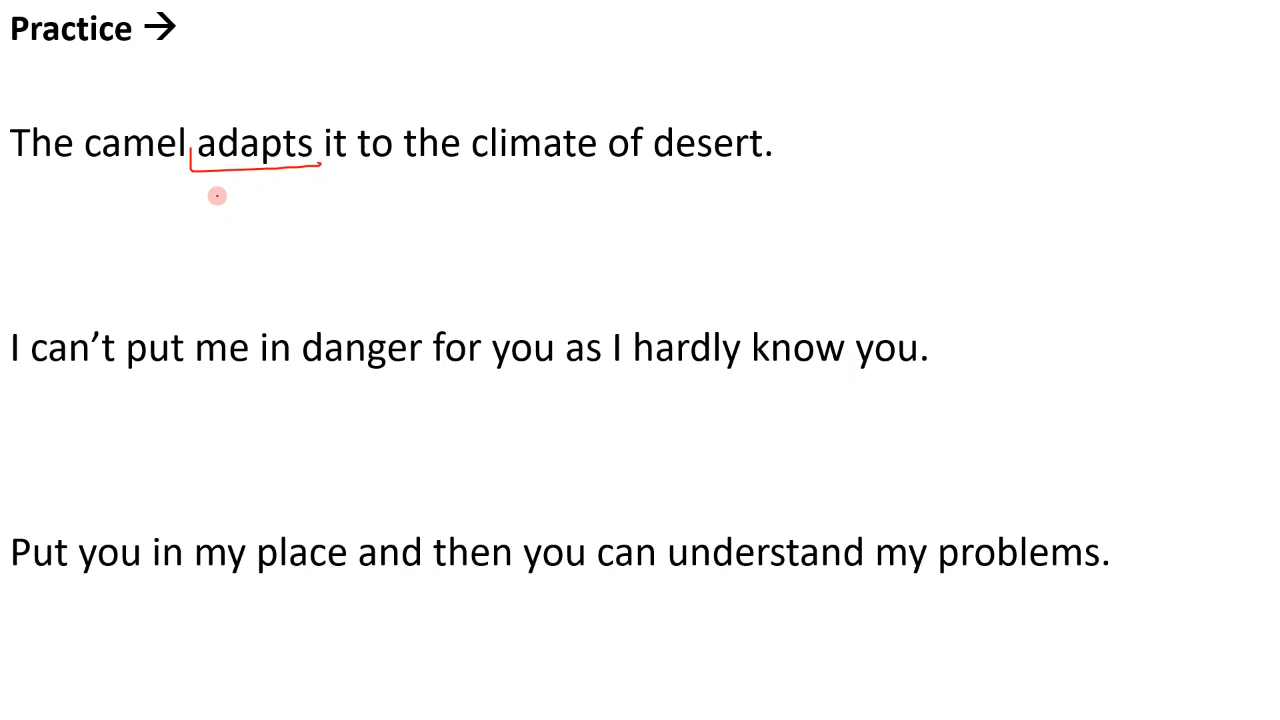 Practice →
The camel adapts it to the climate of desert.
I can’t put me in danger for you as I hardly know you.
Put you in my place and then you can understand my problems.